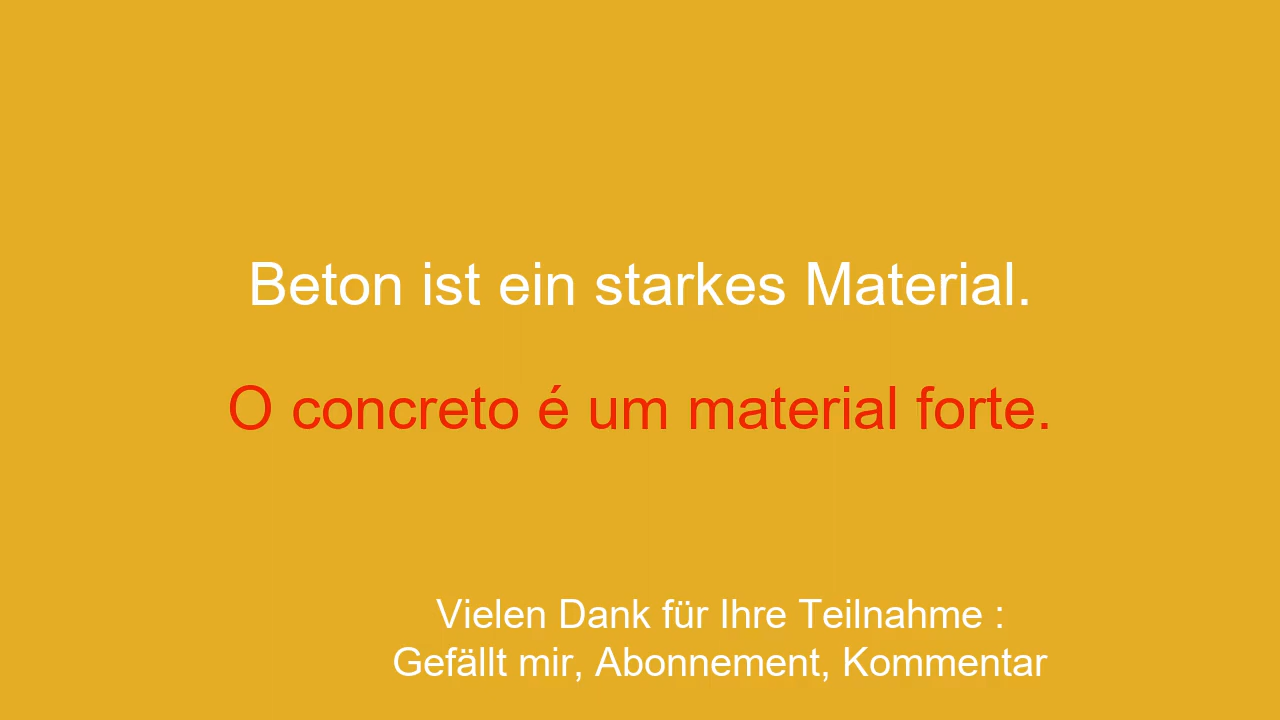 Beton ist ein starkes Material.
O concreto é um material forte.
Vielen Dank für Ihre Teilnahme :
Gefällt mir, Abonnement, Kommentar